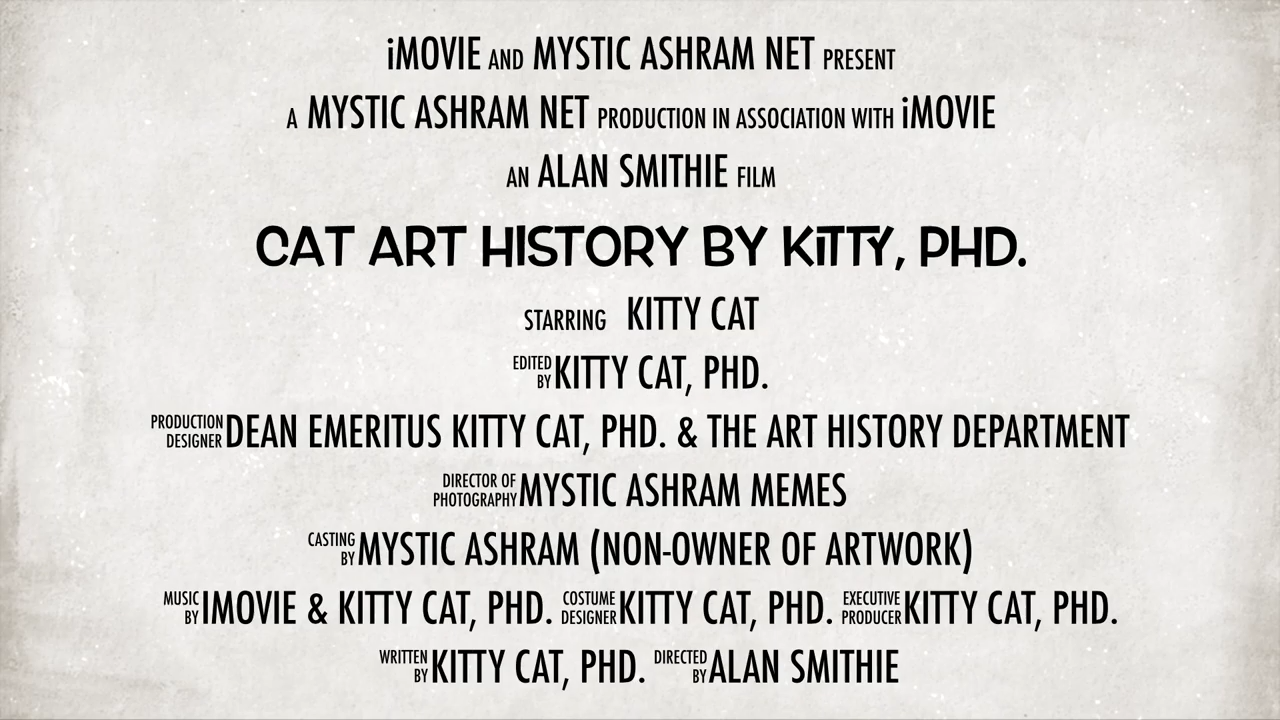 iMOVIE AND MYSTIC ASHRAM NET PRESENT
A MYSTIC ASHRAM NET PRODUCTION IN ASSOCIATION WITH iMOVIE
AN ALAN SMITHIE FILM
CAT ART HISTORY BY KiTTY, PHD.
STARRING KITTY CAT
EDITED BY KITTY CAT, PHD.
PRODUCTION DESIGNER DEAN EMERITUS KITTY CAT, PHD. & THE ART HISTORY DEPARTMENT
DIRECTOR OF PHOTOGRAPHY MYSTIC ASHRAM MEMES
CASTING BY MYSTIC ASHRAM (NON-OWNER OF ARTWORK)
MUSIC BY IMOVIE & KITTY CAT, PHD. COSTUME DESIGNER KITTY CAT, PHD. EXECUTIVE PRODUCER KITTY CAT, PHD.
WRITTEN BY KITTY CAT, PHD. DIRECTED BY ALAN SMITHIE